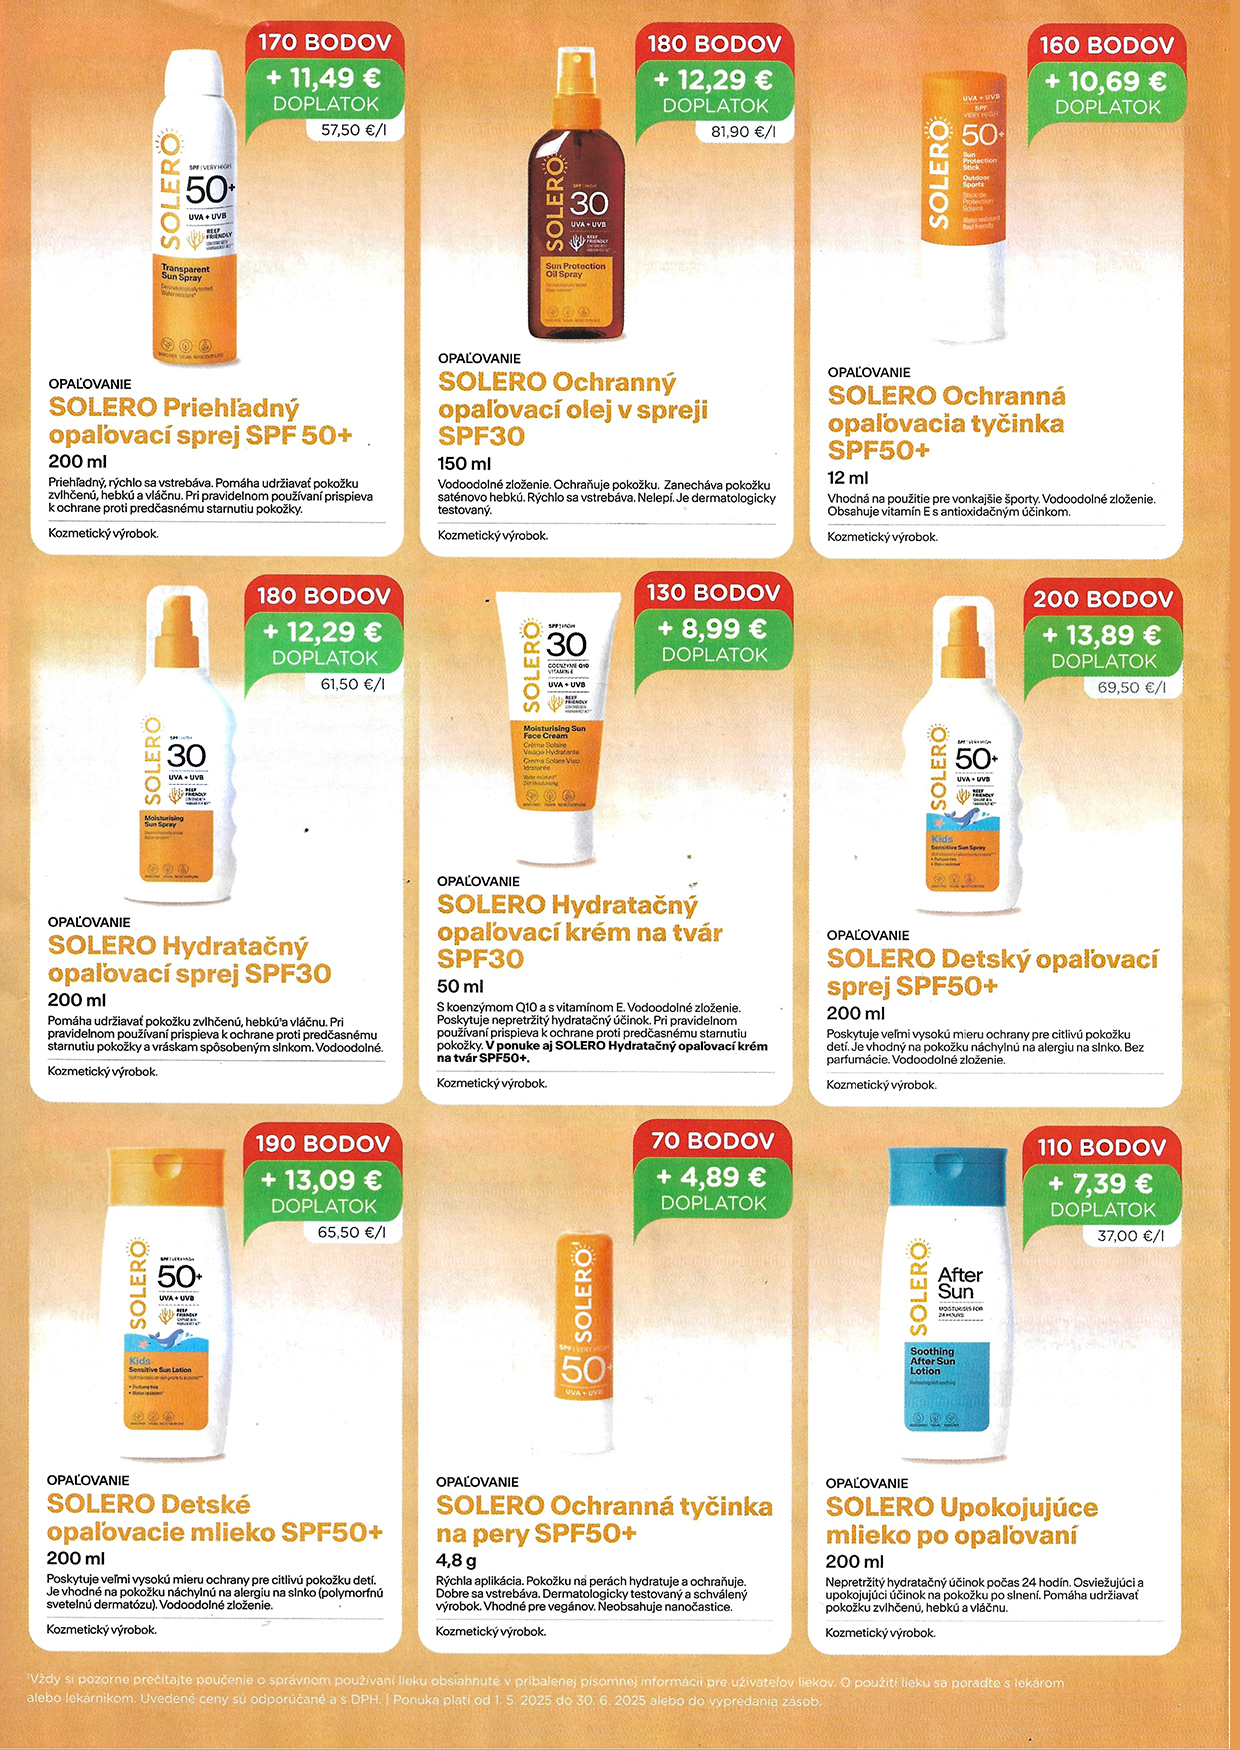 170 BODOV
+ 11,49 €
DOPLATOK
57,50 €/l
SOLERO
SPF | VERY HIGH
50+
UVA + UVB
REEF
FRIENDLY
Transparent
Sun Spray
OPAĽOVANIE
SOLERO Priehľadný
opaľovací sprej SPF 50+
200 ml
Priehľadný, rýchlo sa vstrebáva. Pomáha udržiavať pokožku
zvlhčenú, hebkú a vláčnu. Pri pravidelnom používaní prispieva
k ochrane proti predčasnému starnutiu pokožky.
Kozmetický výrobok.
180 BODOV
+ 12,29 €
DOPLATOK
81,90 €/l
SOLERO
SPF | HIGH
30
UVA + UVB
REEF
FRIENDLY
Sun Protection
Oil Spray
OPAĽOVANIE
SOLERO Ochranný
opaľovací olej v spreji
SPF30
150 ml
Vodoodolné zloženie. Ochraňuje pokožku. Zanecháva pokožku
saténovo hebkú. Rýchlo sa vstrebáva. Nelepí. Je dermatologicky
testovaný.
Kozmetický výrobok.
160 BODOV
+ 10,69 €
DOPLATOK
SOLERO
UVA + UVB
SPF
VERY HIGH
50+
Sun
Protection
Stick
Outdoor
Sports
Stick de
Protection
Solaire
Water resistant
Reef friendly
OPAĽOVANIE
SOLERO Ochranná
opaľovacia tyčinka
SPF50+
12 ml
Vhodná na použitie pre vonkajšie športy. Vodoodolné zloženie.
Obsahuje vitamín E s antioxidačným účinkom.
Kozmetický výrobok.
180 BODOV
+ 12,29 €
DOPLATOK
61,50 €/l
SOLERO
30
UVA + UVB
REEF
FRIENDLY
Moisturising
Sun Spray
OPAĽOVANIE
SOLERO Hydratačný
opaľovací sprej SPF30
200 ml
Pomáha udržiavať pokožku zvlhčenú, hebkú a vláčnu. Pri
pravidelnom používaní prispieva k ochrane proti predčasnému
starnutiu pokožky a vráskam spôsobeným slnkom. Vodoodolné.
Kozmetický výrobok.
130 BODOV
+ 8,99 €
DOPLATOK
SOLERO
SPF | HIGH
30
COENZYME Q10
VITAMIN E
UVA + UVB
REEF
FRIENDLY
Moisturising Sun
Face Cream
Crème Solaire
Visage Hydratante
Crema Solare Viso
Idratante
OPAĽOVANIE
SOLERO Hydratačný
opaľovací krém na tvár
SPF30
50 ml
S koenzýmom Q10 a s vitamínom E. Vodoodolné zloženie.
Poskytuje nepretržitý hydratačný účinok. Pri pravidelnom
používaní prispieva k ochrane proti predčasnému starnutiu
pokožky. V ponuke aj SOLERO Hydratačný opaľovací krém
na tvár SPF50+.
Kozmetický výrobok.
200 BODOV
+ 13,89 €
DOPLATOK
69,50 €/l
SOLERO
50+
UVA + UVB
REEF
FRIENDLY
Kids
Sensitive Sun Spray
OPAĽOVANIE
SOLERO Detský opaľovací
sprej SPF50+
200 ml
Poskytuje veľmi vysokú mieru ochrany pre citlivú pokožku
detí. Je vhodný na pokožku náchylnú na alergiu na slnko. Bez
parfumácie. Vodoodolné zloženie.
Kozmetický výrobok.
190 BODOV
+ 13,09 €
DOPLATOK
65,50 €/l
SOLERO
50+
UVA + UVB
REEF
FRIENDLY
Kids
Sensitive Sun Lotion
OPAĽOVANIE
SOLERO Detské
opaľovacie mlieko SPF50+
200 ml
Poskytuje veľmi vysokú mieru ochrany pre citlivú pokožku detí.
Je vhodné na pokožku náchylnú na alergiu na slnko (polymorfnú
svetelnú dermatózu). Vodoodolné zloženie.
Kozmetický výrobok.
70 BODOV
+ 4,89 €
DOPLATOK
SOLERO
SPF | VERY HIGH
50+
UVA + UVB
OPAĽOVANIE
SOLERO Ochranná tyčinka
na pery SPF50+
4,8 g
Rýchla aplikácia. Pokožku na perách hydratuje a ochraňuje.
Dobre sa vstrebáva. Dermatologicky testovaný a schválený
výrobok. Vhodné pre vegánov. Neobsahuje nanočastice.
Kozmetický výrobok.
110 BODOV
+ 7,39 €
DOPLATOK
37,00 €/l
SOLERO
After
Sun
MOISTURISES FOR
24 HOURS
Soothing
After Sun
Lotion
OPAĽOVANIE
SOLERO Upokojujúce
mlieko po opaľovaní
200 ml
Nepretržitý hydratačný účinok počas 24 hodín. Osviežujúci a
upokojujúci účinok na pokožku po slnení. Pomáha udržiavať
pokožku zvlhčenú, hebkú a vláčnu.
Kozmetický výrobok.
¹Vždy si pozorne prečítajte poučenie o správnom používaní lieku obsiahnuté v pribalenej písomnej informácii pre užívateľov liekov. O použití lieku sa poraďte s lekárom
alebo lekárnikom. Uvedené ceny sú odporúčané a s DPH. | Ponuka platí od 1. 5. 2025 do 30. 6. 2025 alebo do vypredania zásob.